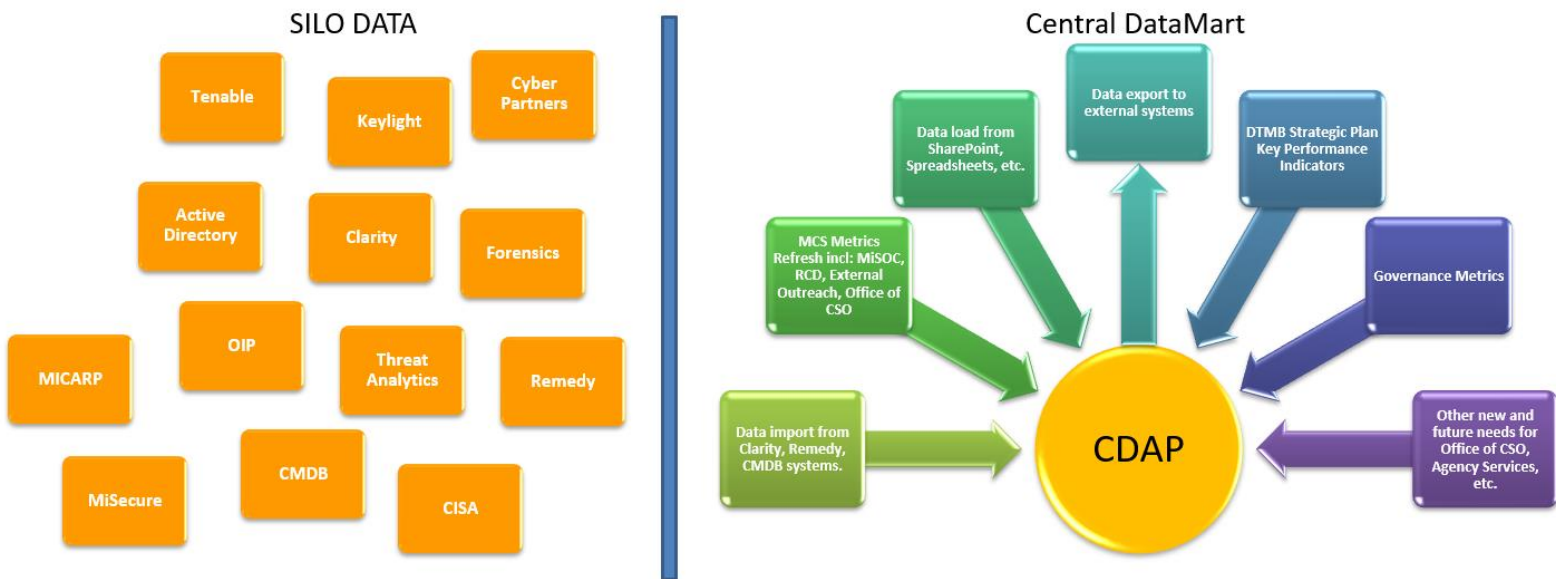 SILO DATA
Tenable
Keylight
Cyber
Partners
Active
Directory
Clarity
Forensics
MICARP
OIP
Threat
Analytics
Remedy
MiSecure
CMDB
CISA
Central DataMart
Data import from
Clarity, Remedy,
CMDB systems.
MCS Metrics
Refresh incl: MiSOC,
RCD, External
Outreach, Office of
CSO
Data load from
SharePoint,
Spreadsheets, etc.
Data export to
external systems
DTMB Strategic Plan
Key Performance
Indicators
Governance Metrics
Other new and
future needs for
Office of CSO,
Agency Services,
etc.
CDAP